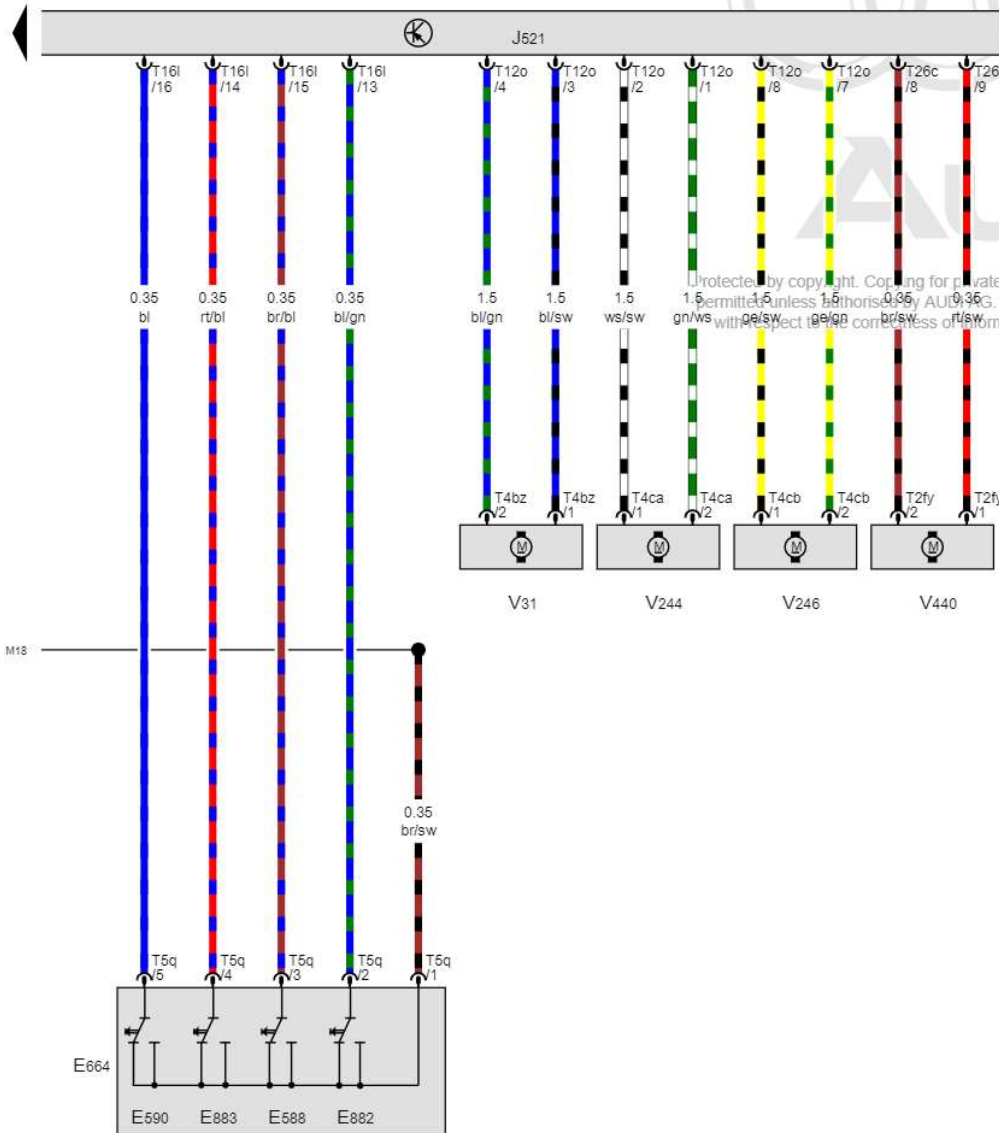 J521
T16l T16l T16l T16l T12o T12o T12o T12o T12o T12o T26c T26
/16 /14 /15 /13 /4 /3 /2 /1 /8 /7 /8 /9
Au
Protected by copyright. Copying for private
permitted unless authorised by AUDI AG.
with respect to the correctness of inform
0.35 0.35 0.35 0.35 1.5 1.5 1.5 1.5 1.5 1.5 0.35 0.35
bl rt/bl br/bl bl/gn bl/gn bl/sw ws/sw gn/ws ge/sw ge/gn br/sw rt/sw
T4bz T4bz T4ca T4ca T4cb T4cb T2fy T2fy
/2 /1 /1 /2 /1 /2 /2 /1
M M M M
V31 V244 V246 V440
M18
0.35
br/sw
T5q T5q T5q T5q T5q
/5 /4 /3 /2 /1
E664
E590 E883 E588 E882